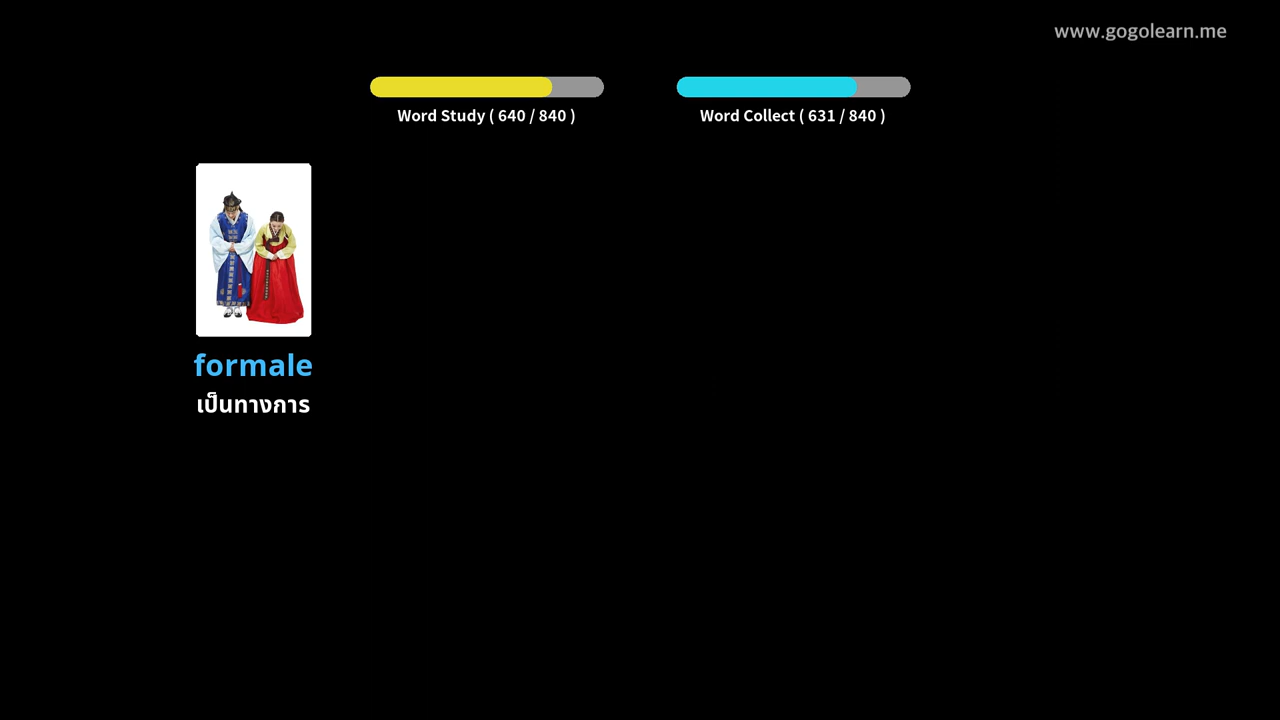 www.gogolearn.me
Word Study ( 640 / 840 )
Word Collect ( 631 / 840 )
formale
เป็นทางการ